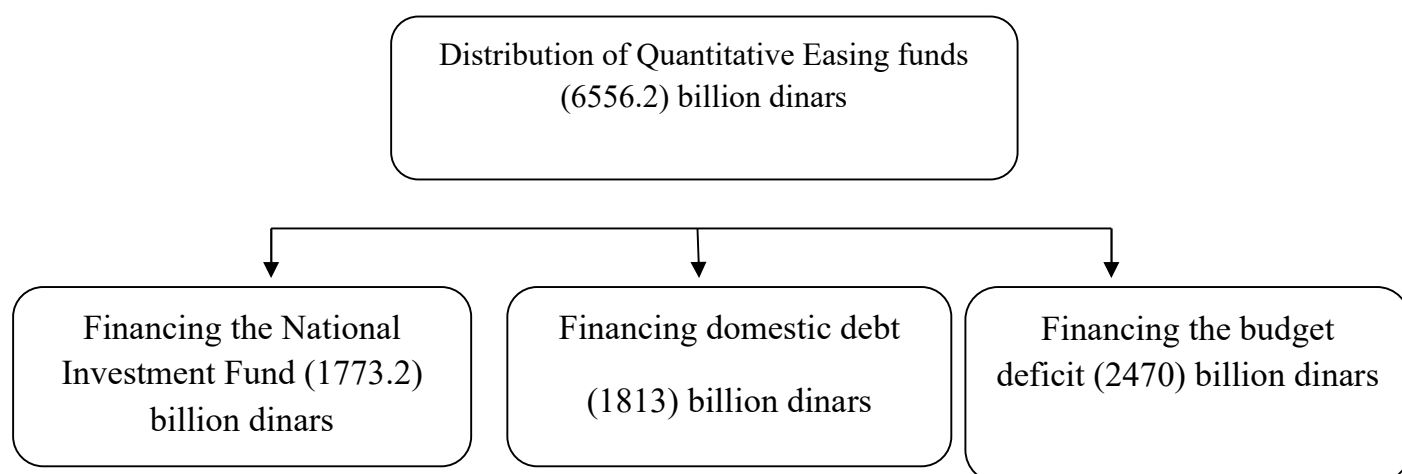 Distribution of Quantitative Easing funds
(6556.2) billion dinars
Financing the National
Investment Fund (1773.2)
billion dinars
Financing domestic debt
(1813) billion dinars
Financing the budget
deficit (2470) billion dinars